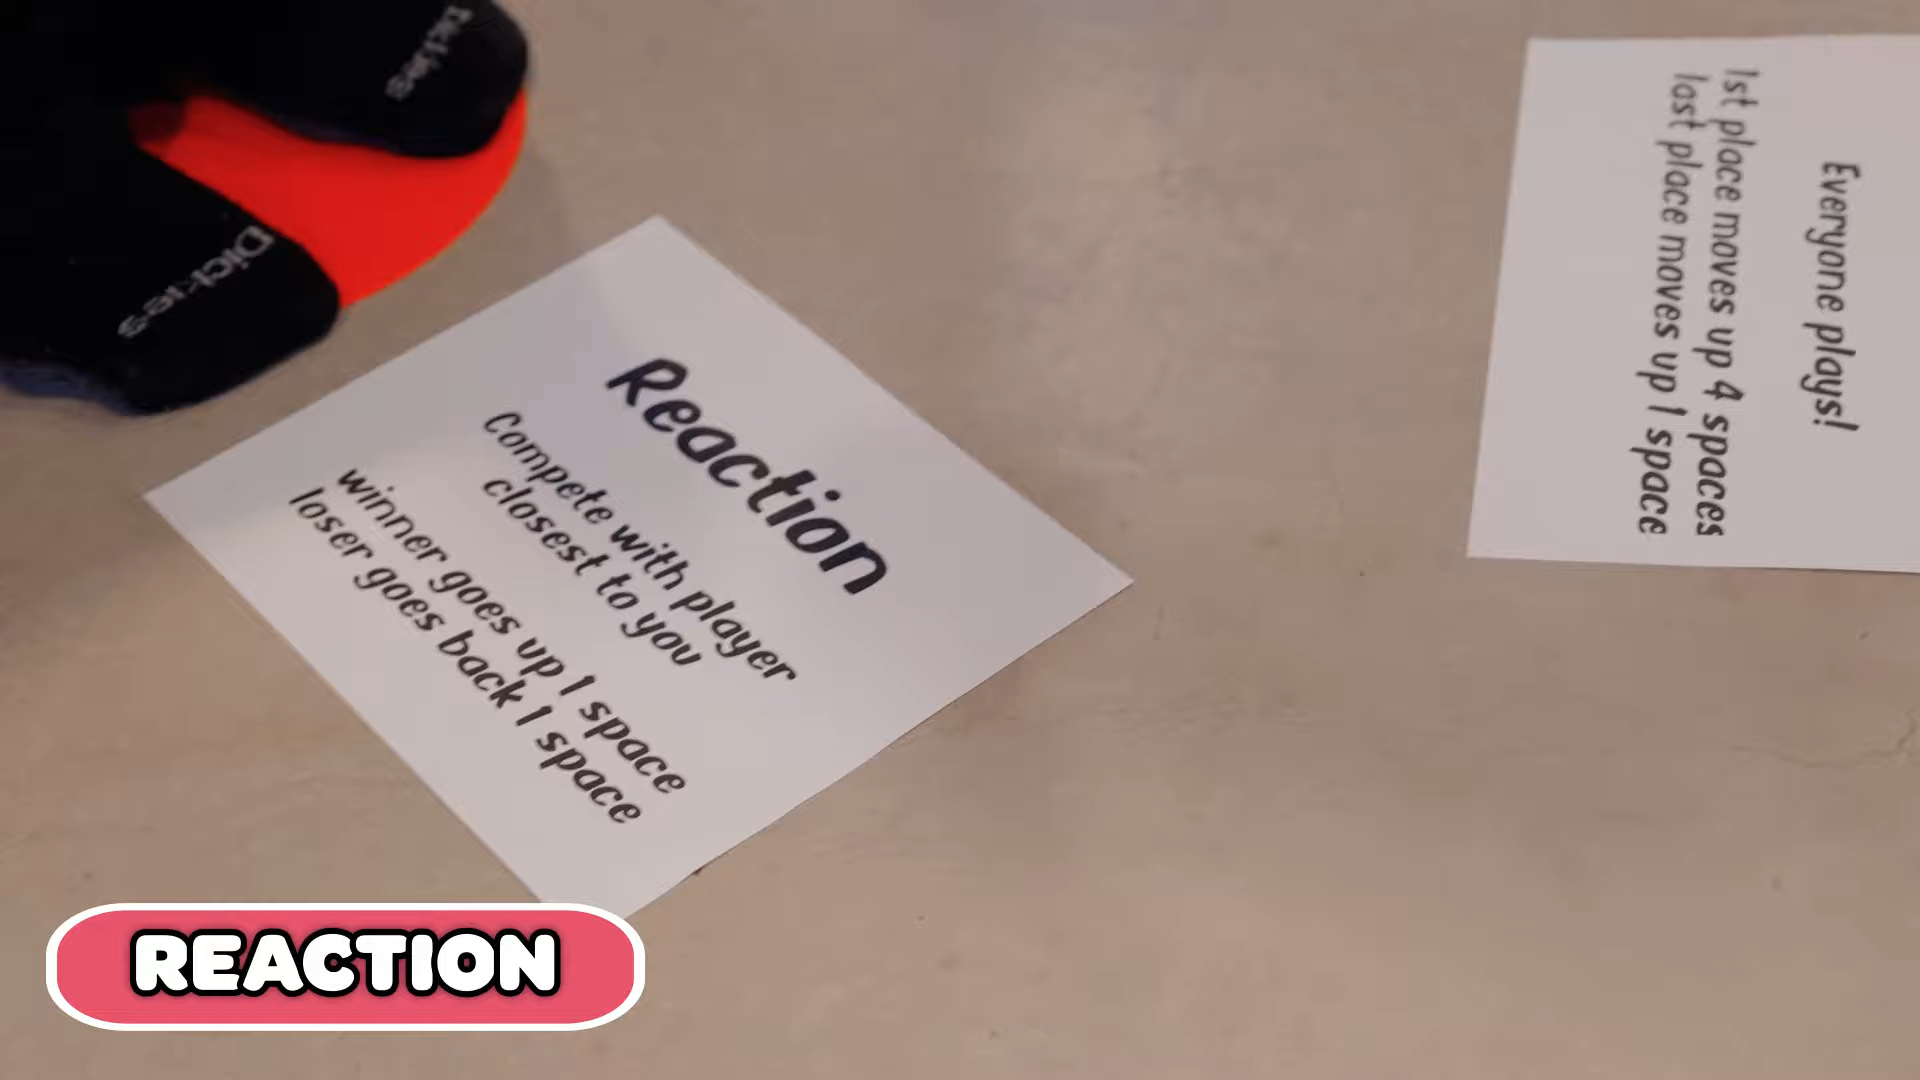 Dickies
Dickies
Reaction
Compete with player
closest to you
winner goes up 1 space
loser goes back 1 space
Everyone plays!
1st place moves up 4 spaces
last place moves up 1 space
REACTION